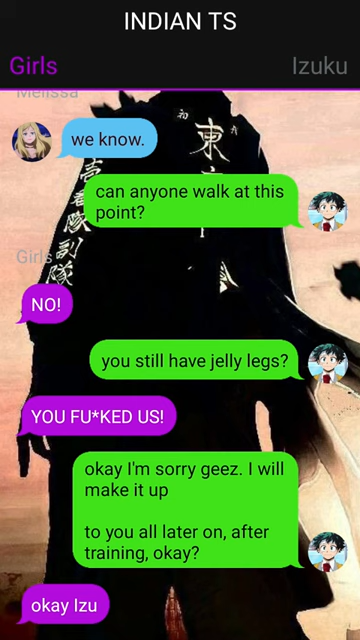 INDIAN TS
Girls
Izuku
Melissa
we know.
can anyone walk at this
point?
Girls
NO!
you still have jelly legs?
YOU FU*KED US!
okay I'm sorry geez. I will
make it up
to you all later on, after
training, okay?
okay Izu
東